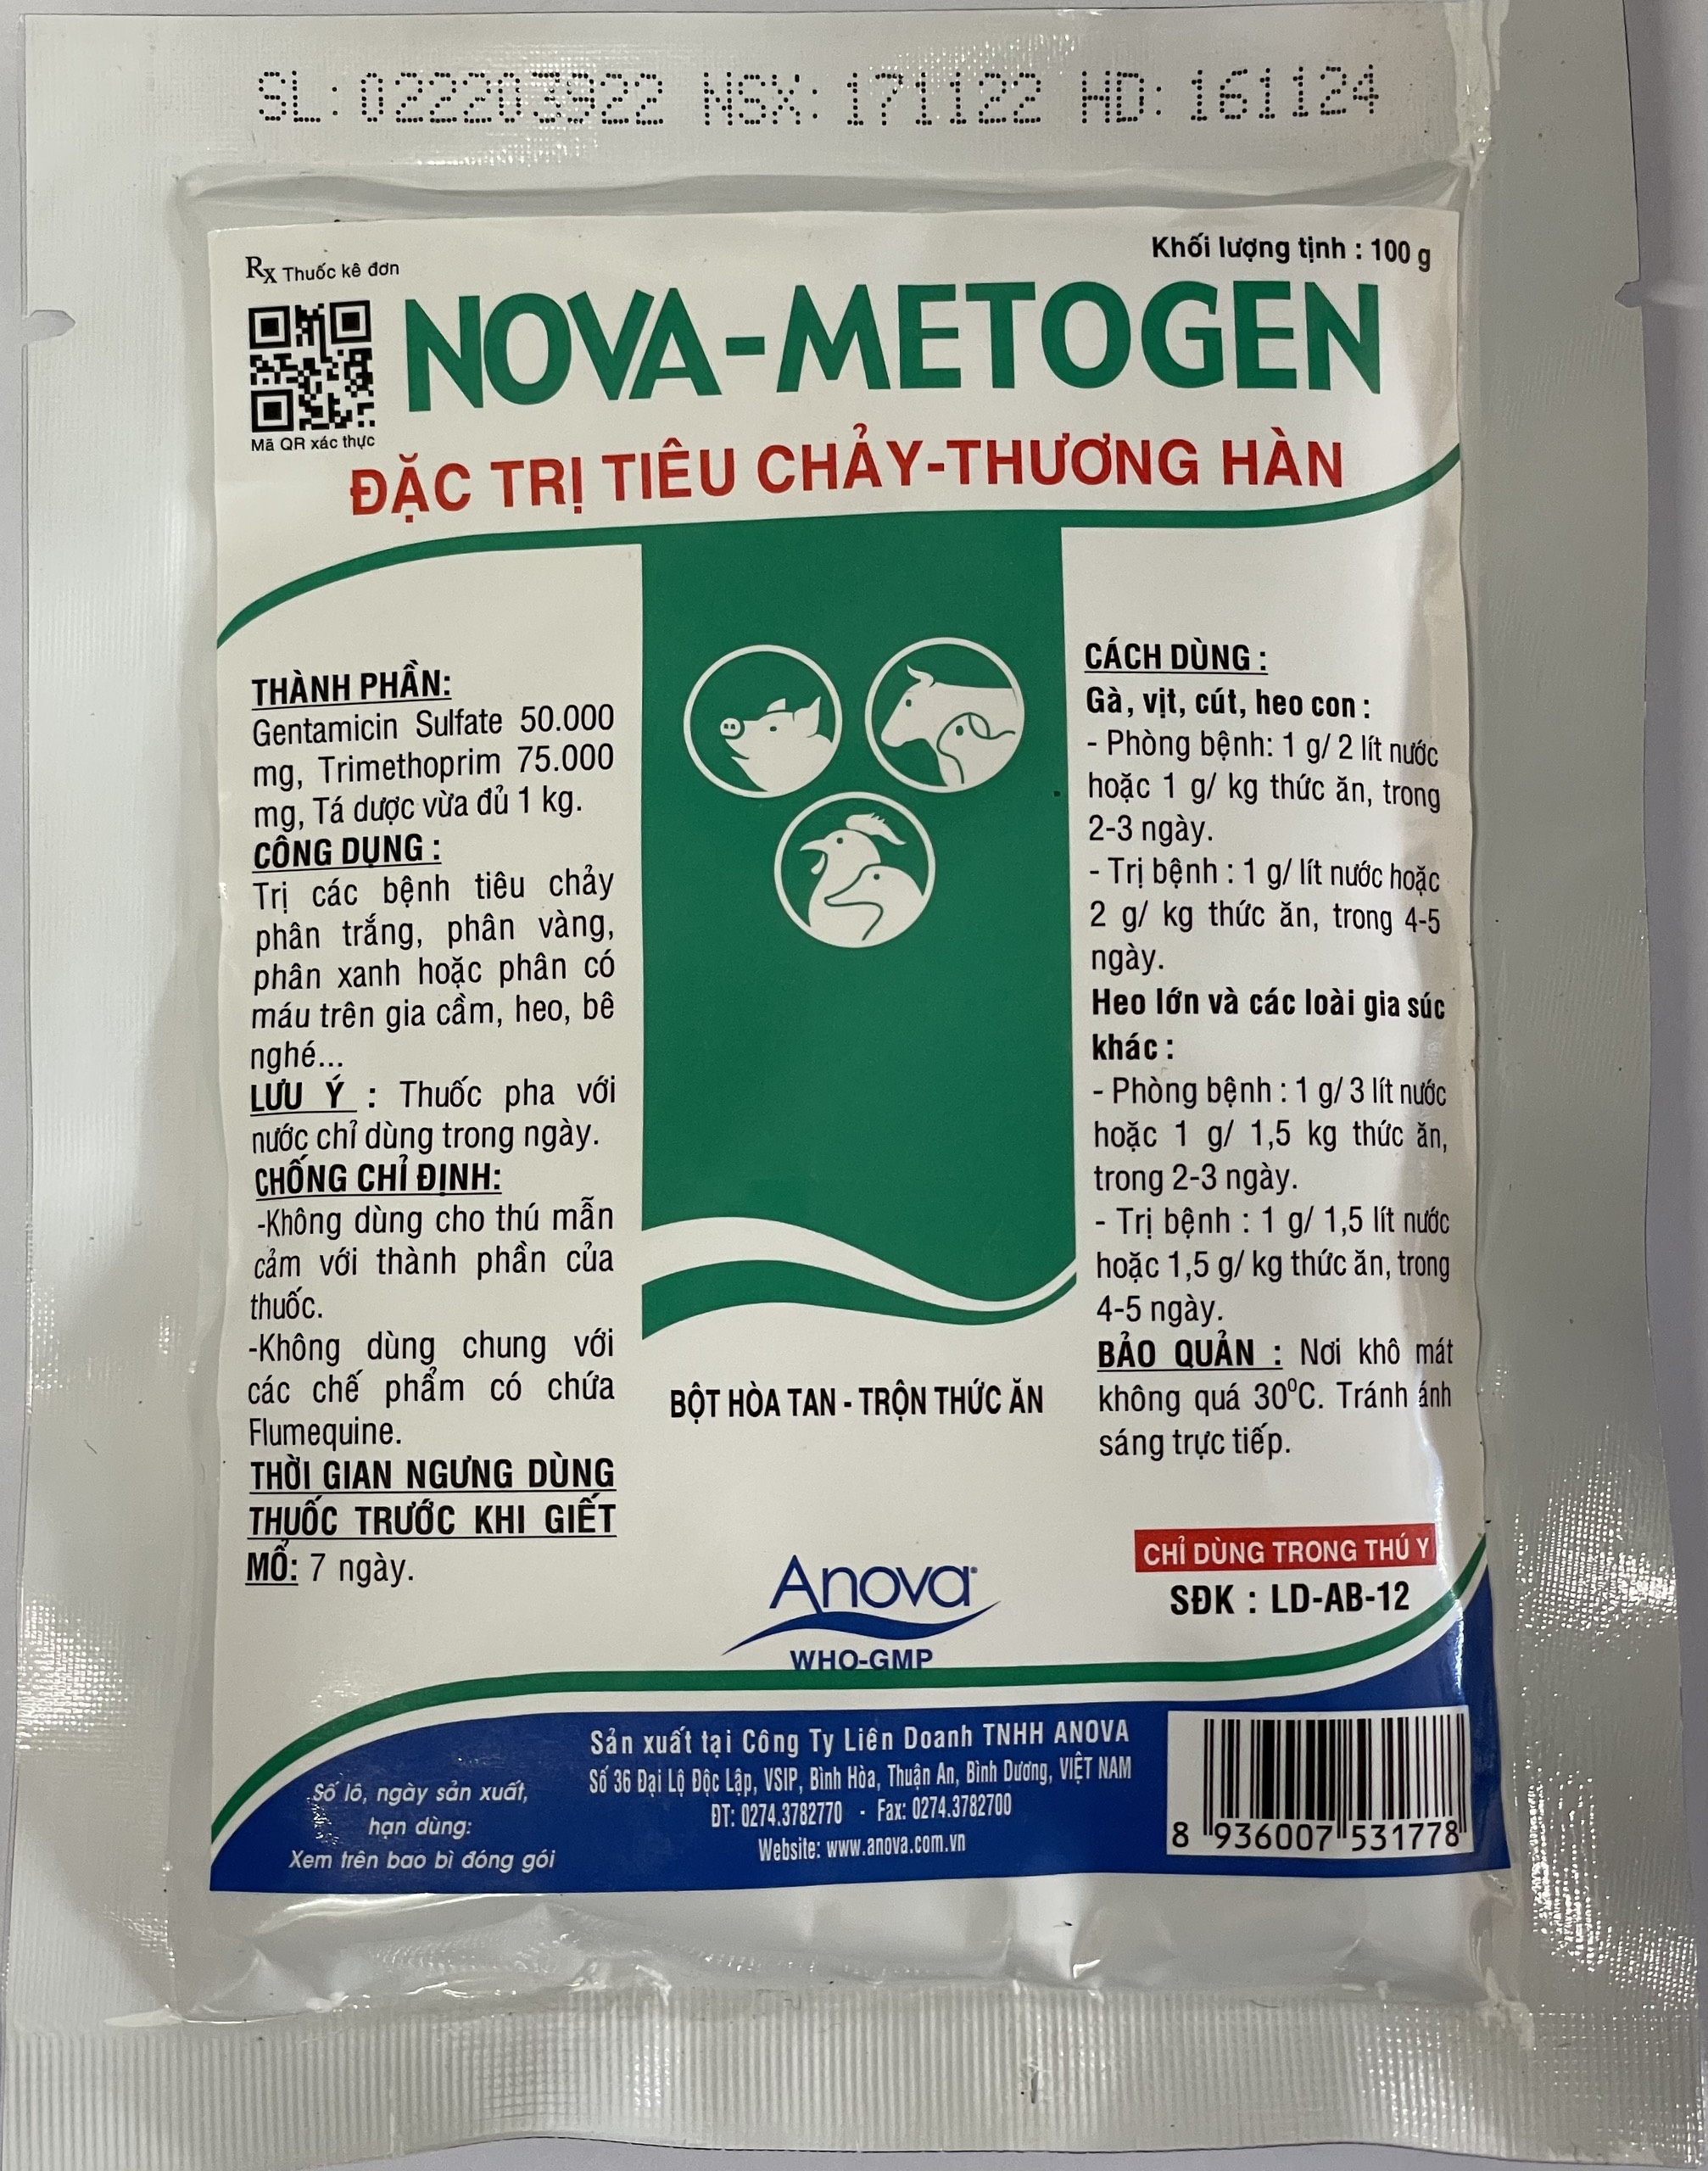 SL: 022203922 NSX: 171122 HD: 161124
Rx Thuốc kê đơn
Khối lượng tịnh : 100 g
NOVA-METOGEN
Mã QR xác thực
ĐẶC TRỊ TIÊU CHẢY-THƯƠNG HÀN
THÀNH PHẦN:
Gentamicin Sulfate 50.000
mg, Trimethoprim 75.000
mg, Tá dược vừa đủ 1 kg.
CÔNG DỤNG :
Trị các bệnh tiêu chảy
phân trắng, phân vàng,
phân xanh hoặc phân có
máu trên gia cầm, heo, bê
nghé...
LƯU Ý : Thuốc pha với
nước chỉ dùng trong ngày.
CHỐNG CHỈ ĐỊNH:
-Không dùng cho thú mẫn
cảm với thành phần của
thuốc.
-Không dùng chung với
các chế phẩm có chứa
Flumequine.
THỜI GIAN NGƯNG DÙNG
THUỐC TRƯỚC KHI GIẾT
MỔ: 7 ngày.
BỘT HÒA TAN - TRỘN THỨC ĂN
CÁCH DÙNG :
Gà, vịt, cút, heo con :
- Phòng bệnh: 1 g/ 2 lít nước
hoặc 1 g/ kg thức ăn, trong
2-3 ngày.
- Trị bệnh : 1 g/ lít nước hoặc
2 g/ kg thức ăn, trong 4-5
ngày.
Heo lớn và các loài gia súc
khác :
- Phòng bệnh : 1 g/ 3 lít nước
hoặc 1 g/ 1,5 kg thức ăn,
trong 2-3 ngày.
- Trị bệnh : 1 g/ 1,5 lít nước
hoặc 1,5 g/ kg thức ăn, trong
4-5 ngày.
BẢO QUẢN : Nơi khô mát
không quá 30⁰C. Tránh ánh
sáng trực tiếp.
CHỈ DÙNG TRONG THÚ Y
SĐK : LD-AB-12
Anova
WHO-GMP
Số lô, ngày sản xuất,
hạn dùng:
Xem trên bao bì đóng gói
Sản xuất tại Công Ty Liên Doanh TNHH ANOVA
Số 36 Đại Lộ Độc Lập, VSIP, Bình Hòa, Thuận An, Bình Dương, VIỆT NAM
ĐT: 0274.3782770 - Fax: 0274.3782700
Website: www.anova.com.vn
8 936007 531778